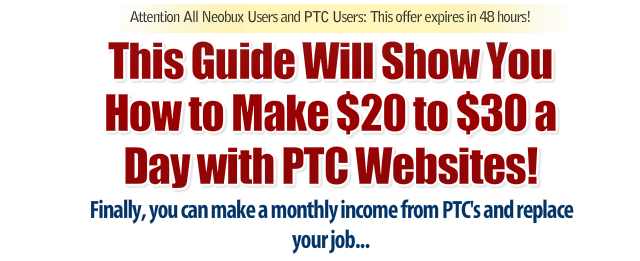 Attention All Neobux Users and PTC Users: This offer expires in 48 hours!
This Guide Will Show You
How to Make $20 to $30 a
Day with PTC Websites!
Finally, you can make a monthly income from PTC's and replace
your job...